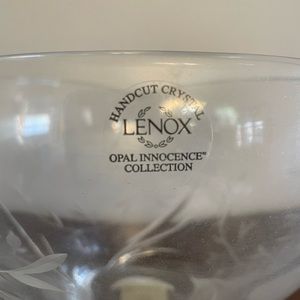 HANDCUT CRYSTAL
LENOX
OPAL INNOCENCE™
COLLECTION